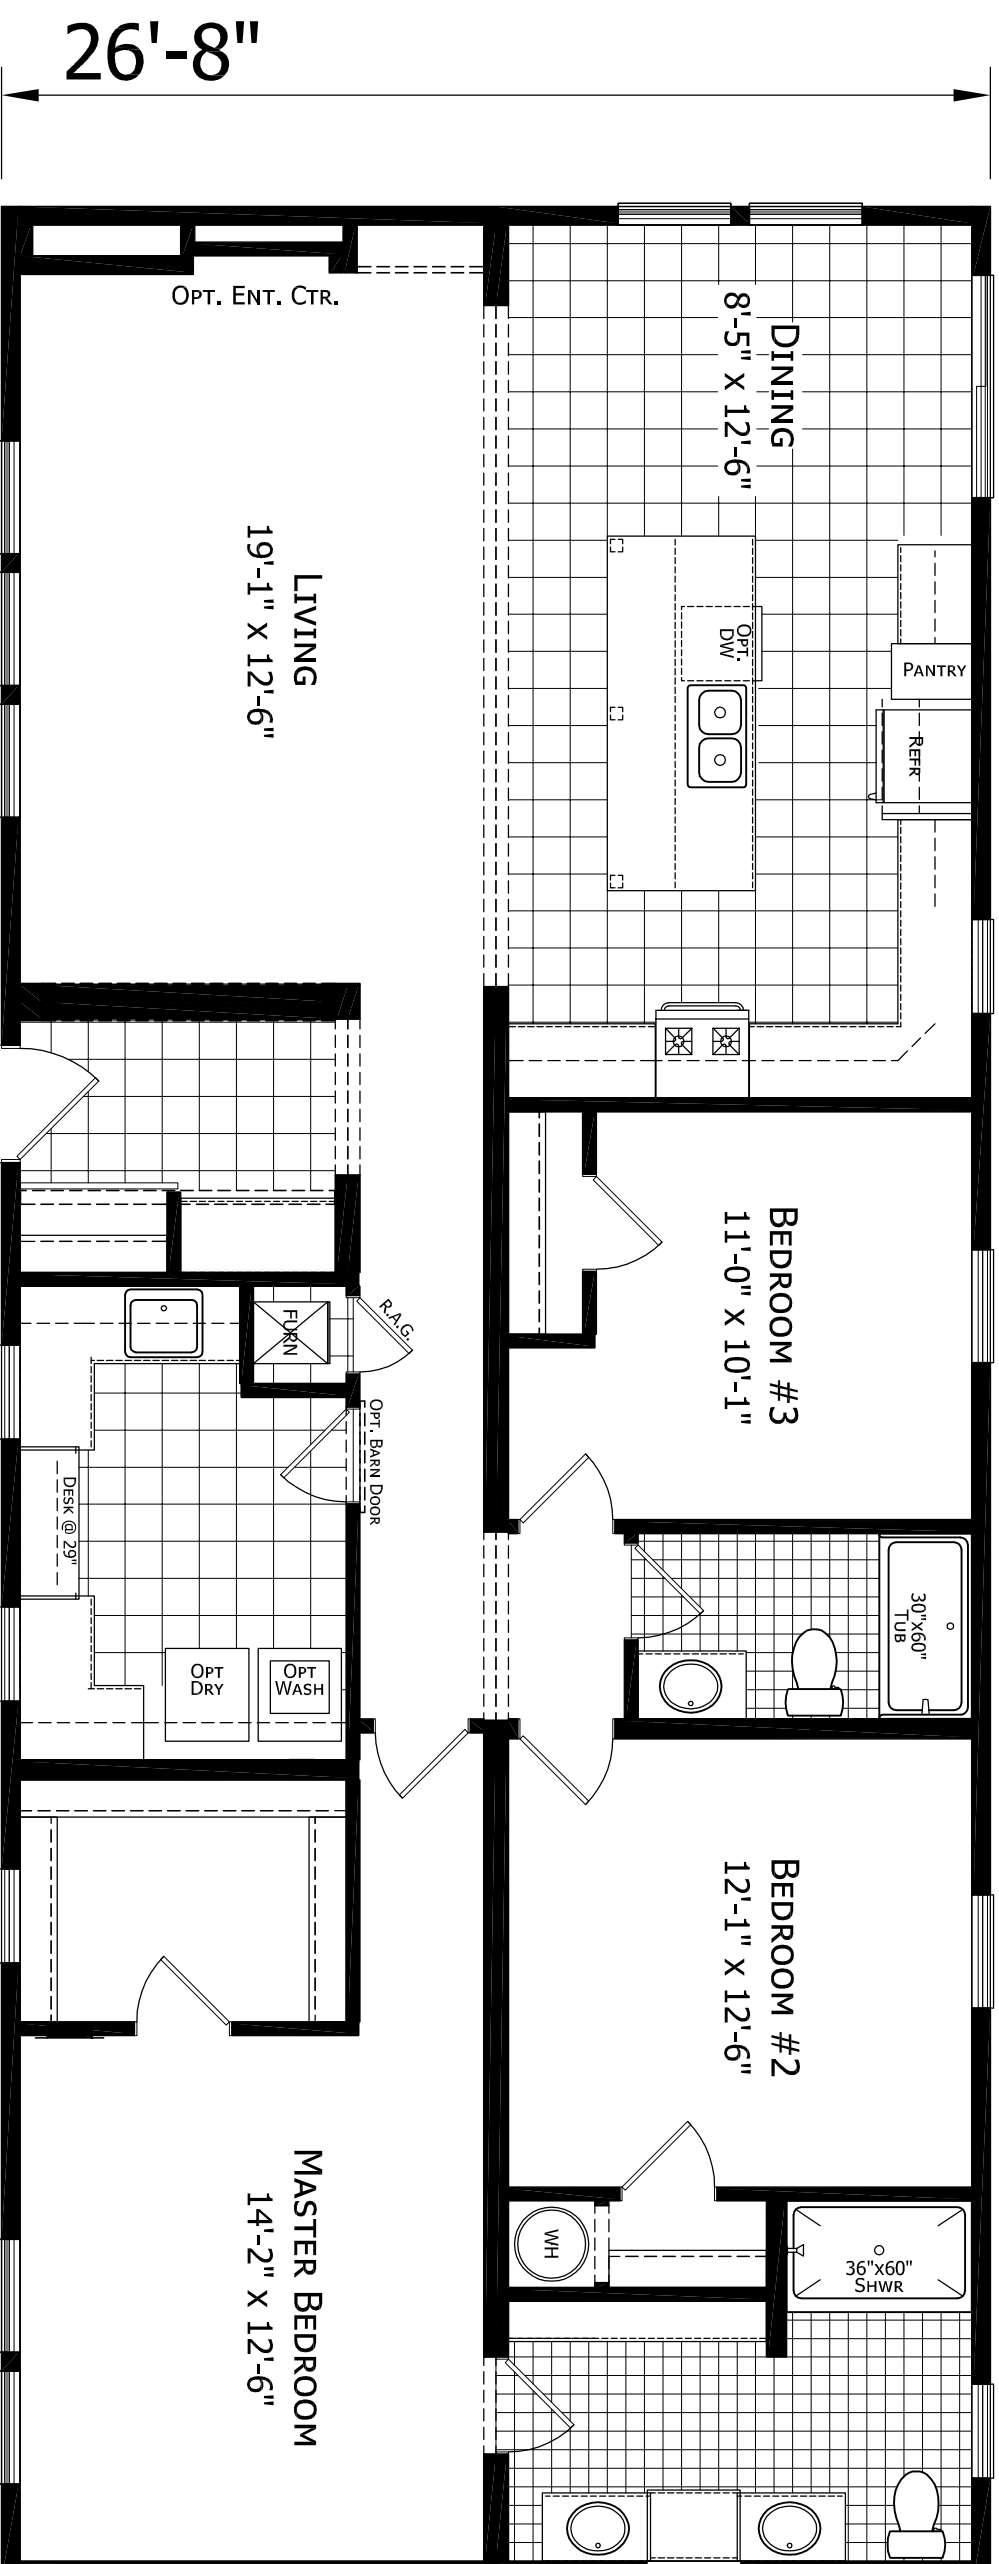 26'-8"
OPT. ENT. CTR.
DINING
8'-5" x 12'-6"
LIVING
19'-1" x 12'-6"
OPT.
DW
PANTRY
REFR
BEDROOM #3
11'-0" x 10'-1"
FURN
R.A.G.
OPT. BARN DOOR
DESK @ 29"
30"x60"
TUB
OPT
DRY
OPT
WASH
BEDROOM #2
12'-1" x 12'-6"
MASTER BEDROOM
14'-2" x 12'-6"
WH
36"x60"
SHWR